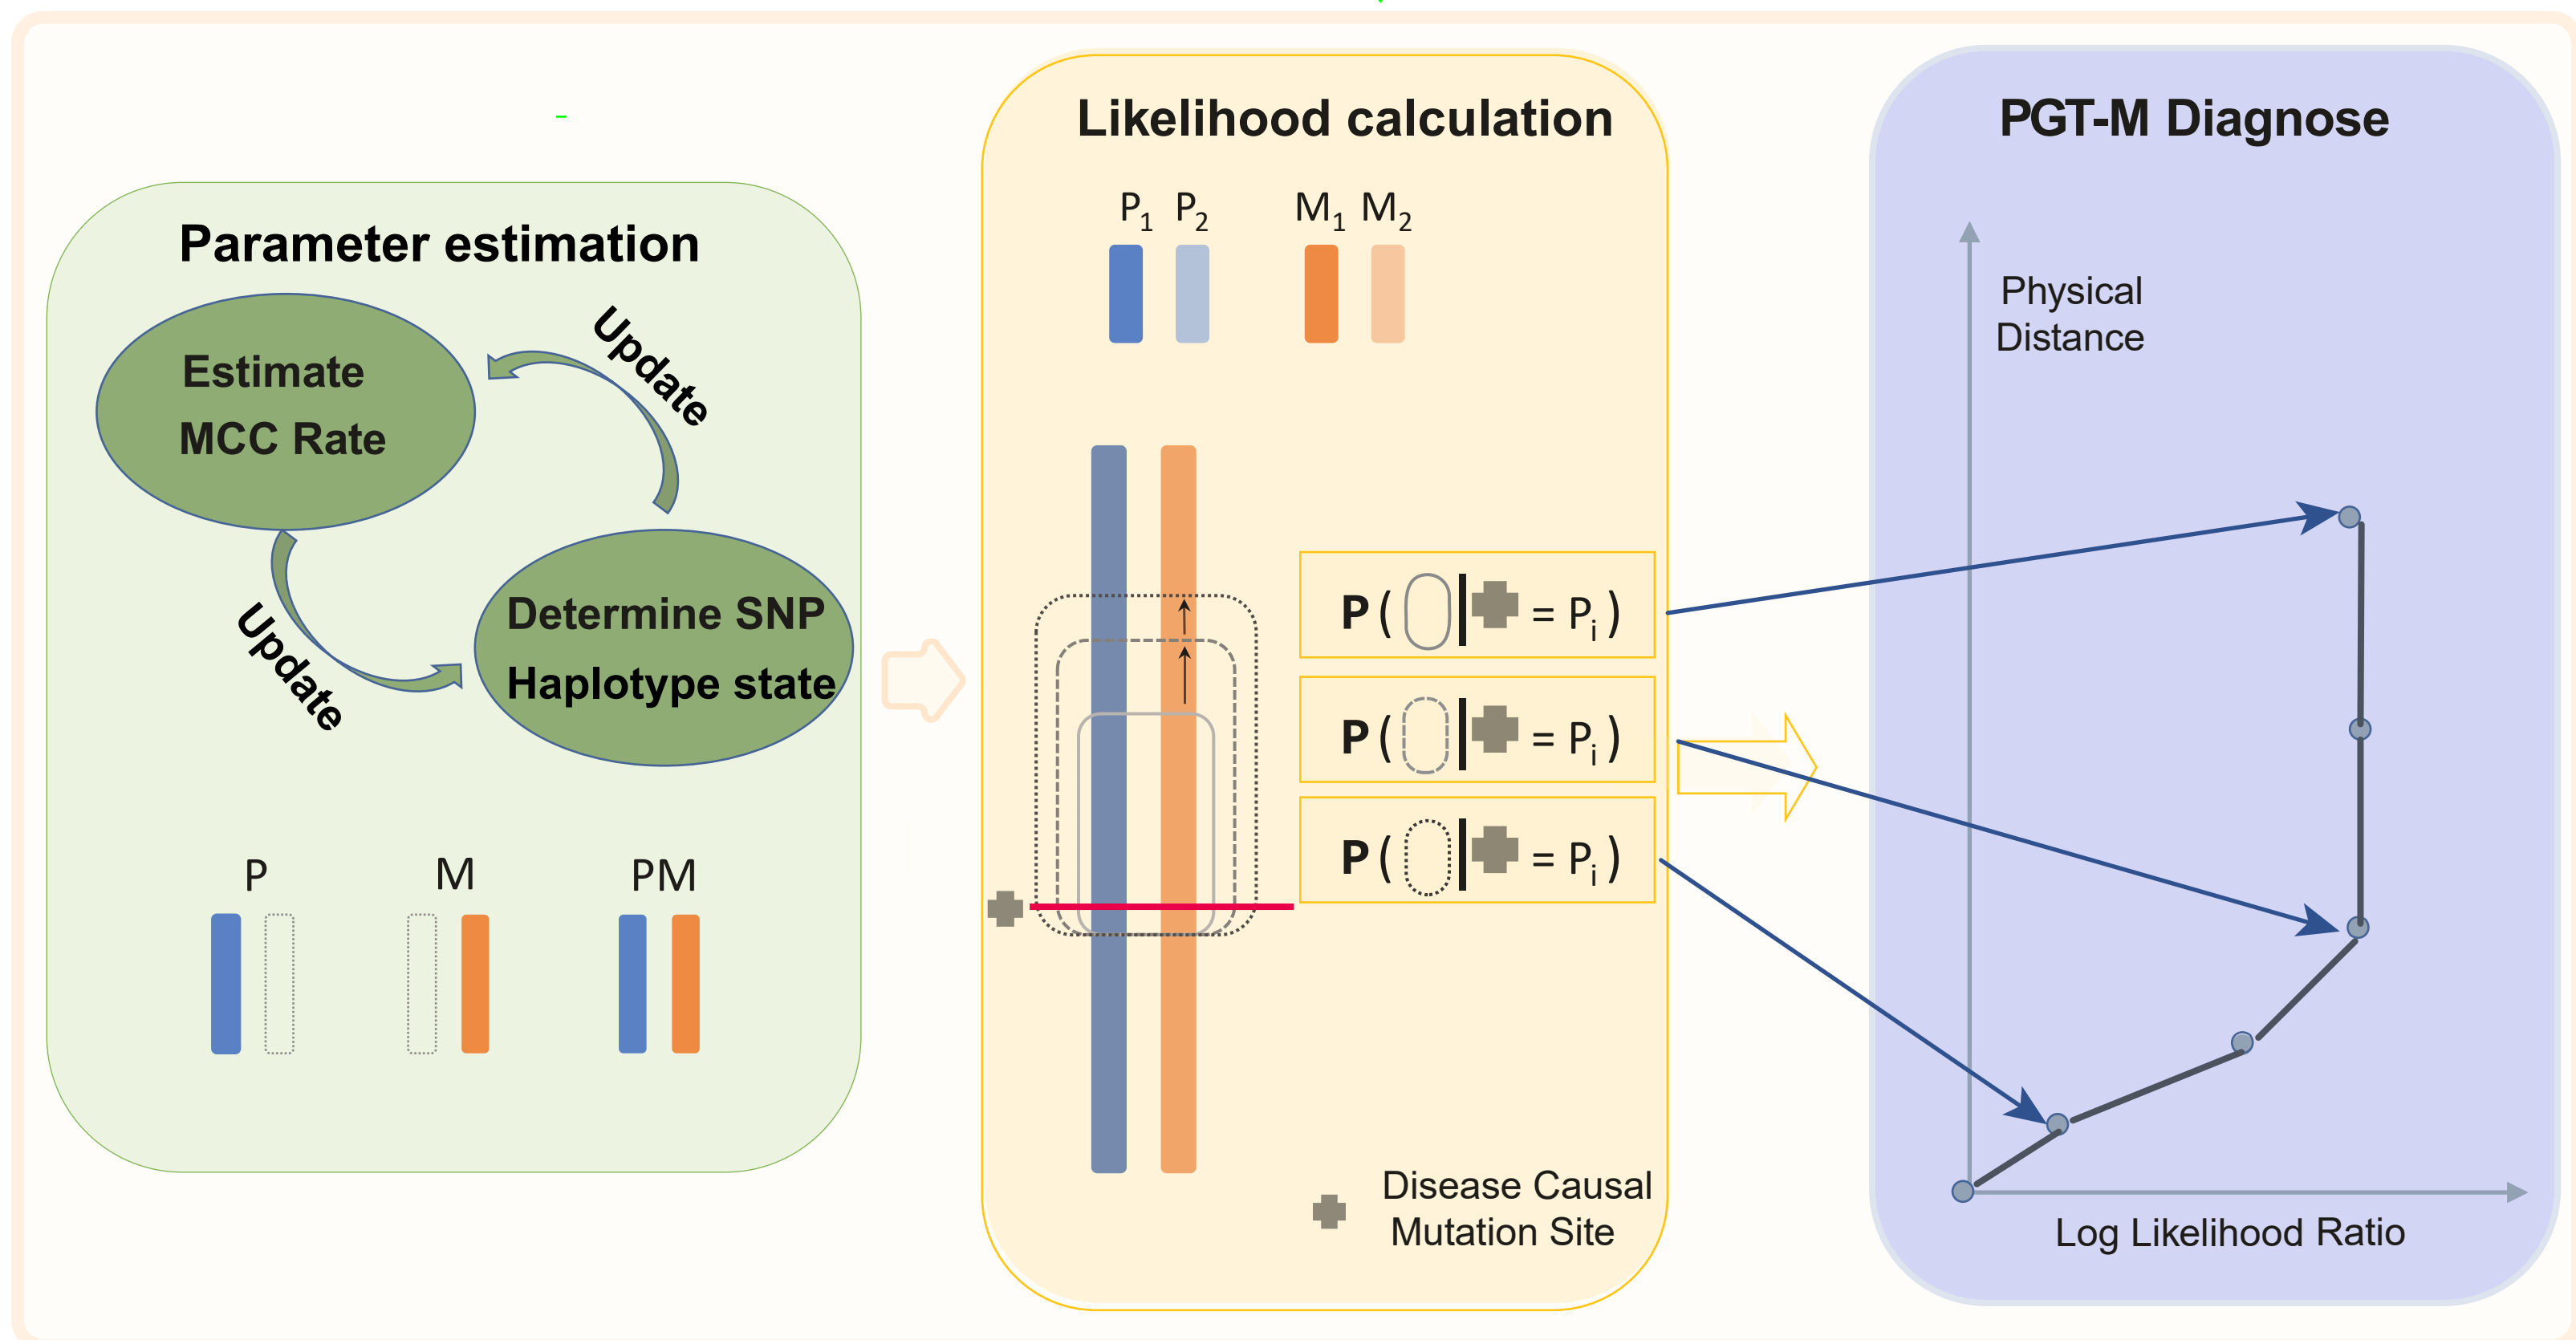 Parameter estimation
Estimate
MCC Rate
Update
Update
Determine SNP
Haplotype state
P
M
PM
Likelihood calculation
P1 P2 M1 M2
P( | = Pi )
P( | = Pi )
P( | = Pi )
Disease Causal
Mutation Site
PGT-M Diagnose
Physical
Distance
Log Likelihood Ratio